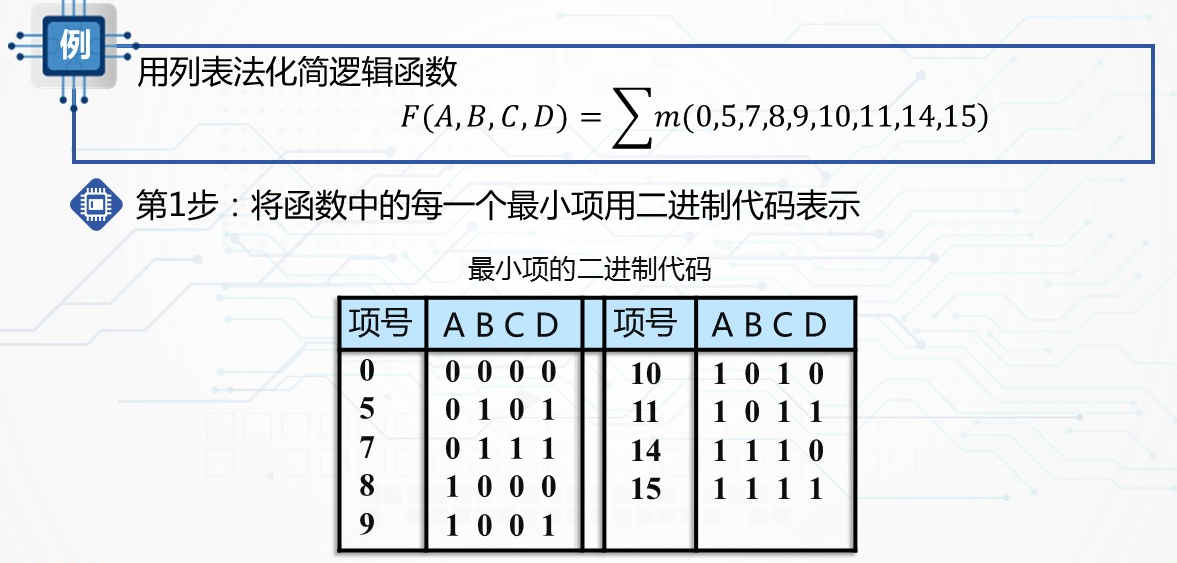 例
用列表法化简逻辑函数
F(A,B,C,D) = ∑m(0,5,7,8,9,10,11,14,15)
第1步：将函数中的每一个最小项用二进制代码表示
最小项的二进制代码
项号 A B C D 项号 A B C D
0 0 0 0 0 10 1 0 1 0
5 0 1 0 1 11 1 0 1 1
7 0 1 1 1 14 1 1 1 0
8 1 0 0 0 15 1 1 1 1
9 1 0 0 1